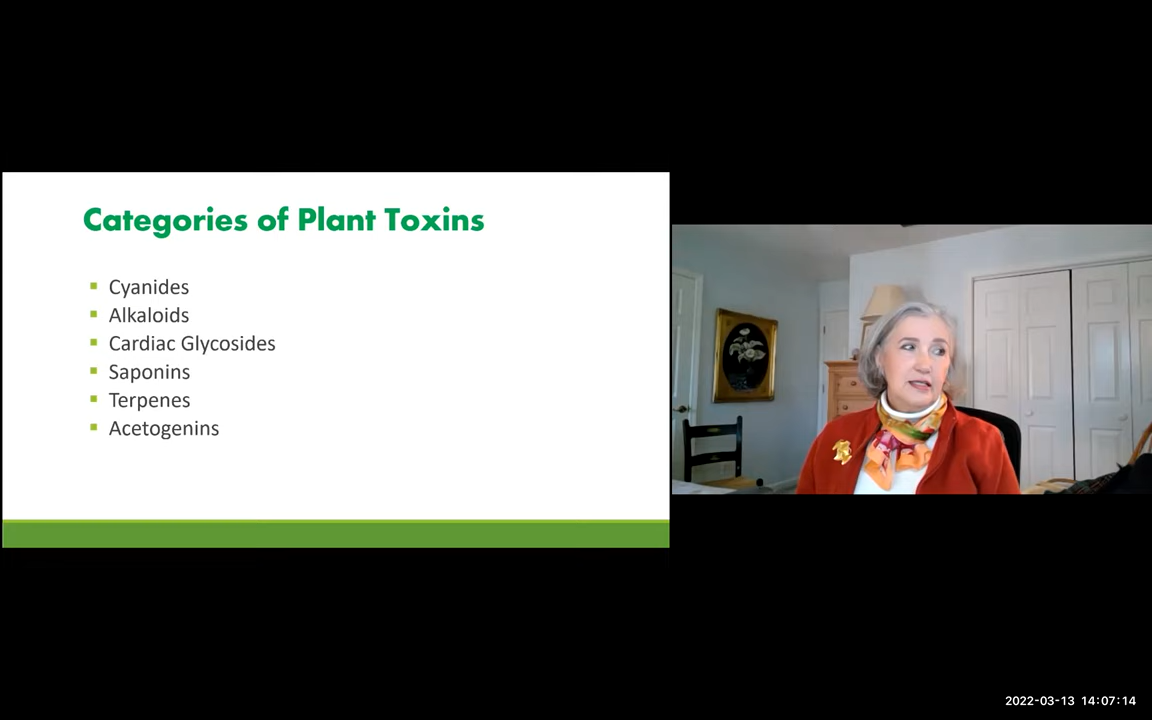 Categories of Plant Toxins
Cyanides
Alkaloids
Cardiac Glycosides
Saponins
Terpenes
Acetogenins
2022-03-13 14:07:14